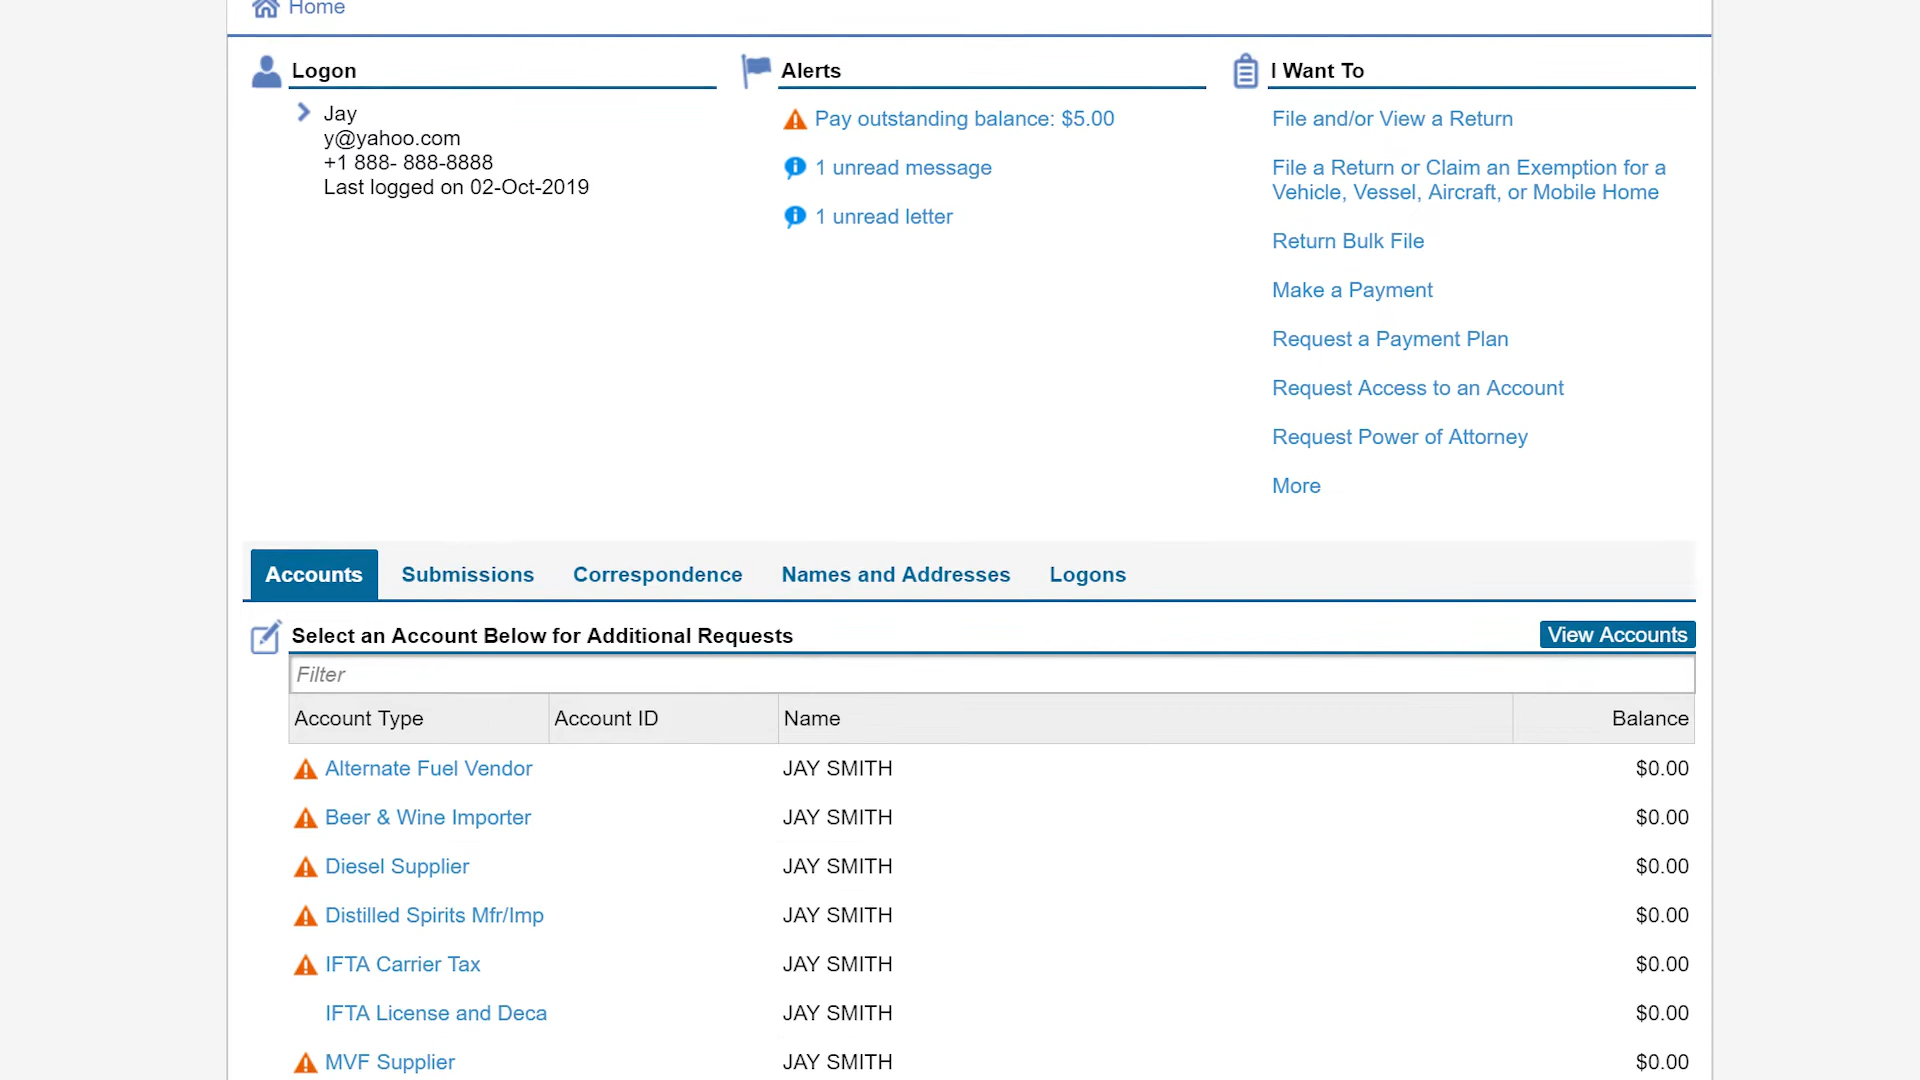 Home
Logon
Jay
y@yahoo.com
+1 888- 888-8888
Last logged on 02-Oct-2019
Alerts
Pay outstanding balance: $5.00
1 unread message
1 unread letter
I Want To
File and/or View a Return
File a Return or Claim an Exemption for a
Vehicle, Vessel, Aircraft, or Mobile Home
Return Bulk File
Make a Payment
Request a Payment Plan
Request Access to an Account
Request Power of Attorney
More
Accounts Submissions Correspondence Names and Addresses Logons
Select an Account Below for Additional Requests View Accounts
Filter
Account Type Account ID Name Balance
Alternate Fuel Vendor JAY SMITH $0.00
Beer & Wine Importer JAY SMITH $0.00
Diesel Supplier JAY SMITH $0.00
Distilled Spirits Mfr/Imp JAY SMITH $0.00
IFTA Carrier Tax JAY SMITH $0.00
IFTA License and Deca JAY SMITH $0.00
MVF Supplier JAY SMITH $0.00